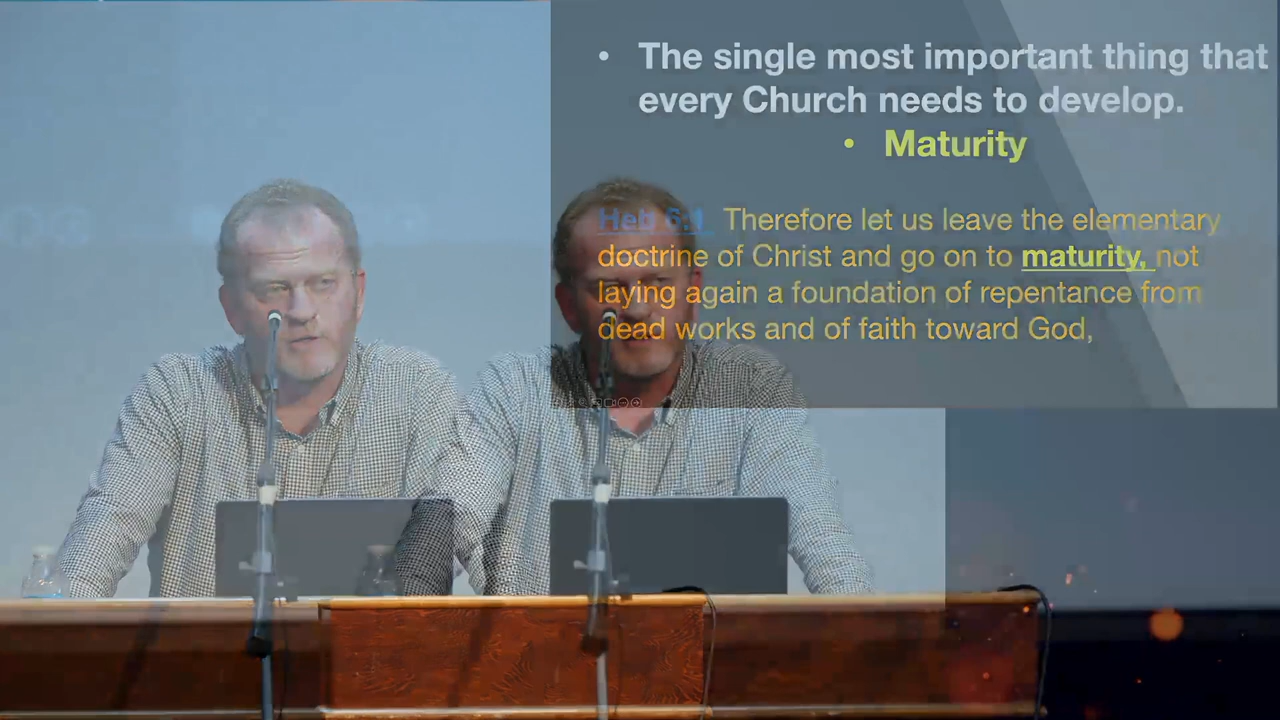 • The single most important thing that
every Church needs to develop.
• Maturity
Heb 6:1 Therefore let us leave the elementary
doctrine of Christ and go on to maturity, not
laying again a foundation of repentance from
dead works and of faith toward God,